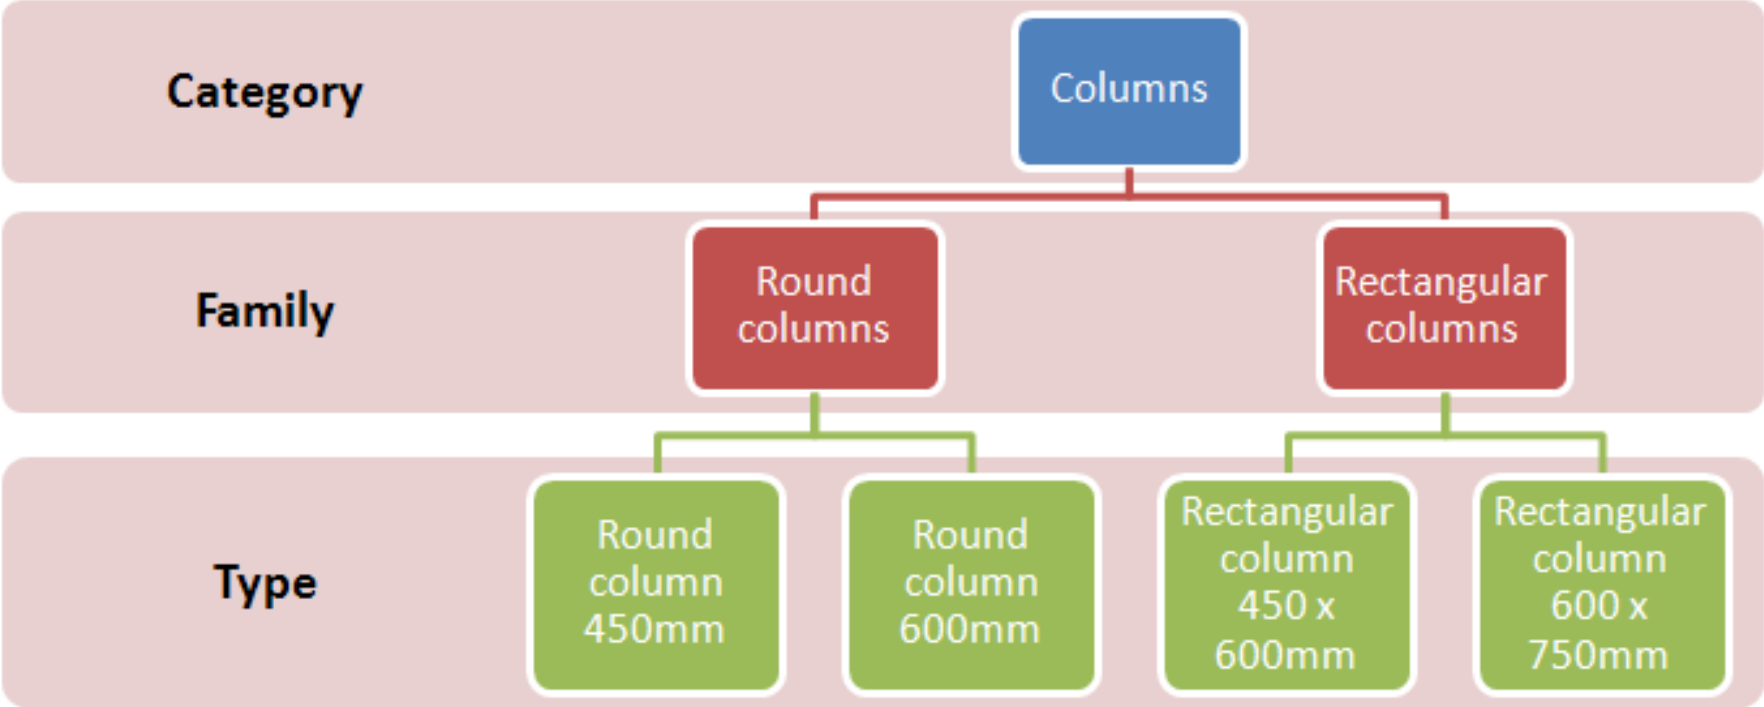 Category
Columns
Family
Round
columns
Rectangular
columns
Type
Round
column
450mm
Round
column
600mm
Rectangular
column
450 x
600mm
Rectangular
column
600 x
750mm